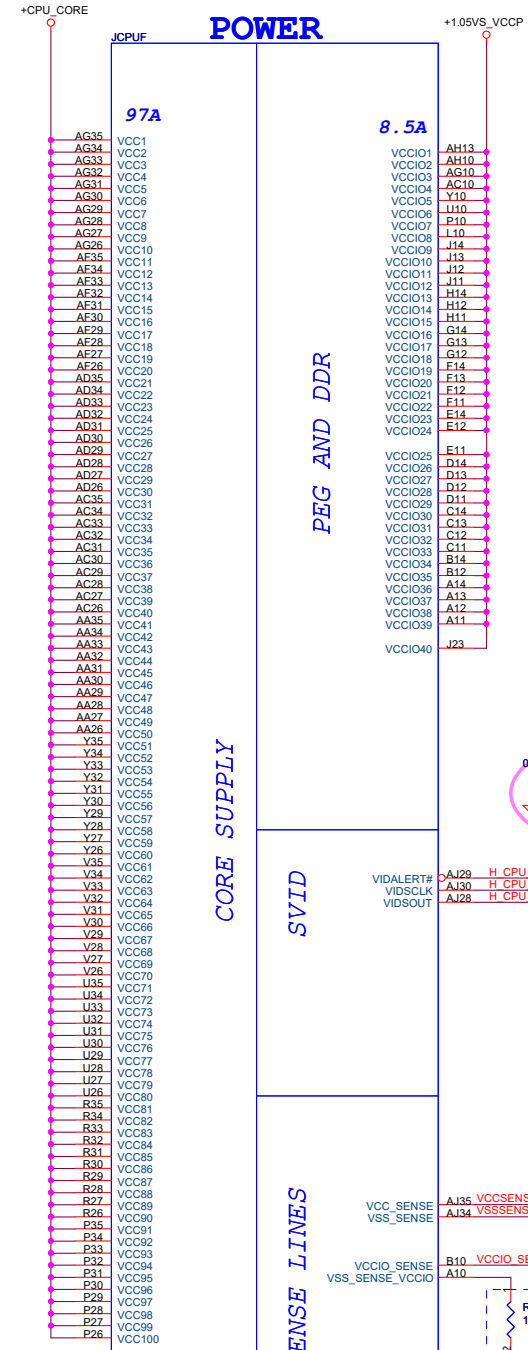 +CPU_CORE
POWER
+1.05VS_VCCP
JCPUF
97A
8.5A
AG35 VCC1
AG34 VCC2
AG33 VCC3
AG32 VCC4
AG31 VCC5
AG30 VCC6
AG29 VCC7
AG28 VCC8
AG27 VCC9
AG26 VCC10
AF35 VCC11
AF34 VCC12
AF33 VCC13
AF32 VCC14
AF31 VCC15
AF30 VCC16
AF29 VCC17
AF28 VCC18
AF27 VCC19
AF26 VCC20
AD35 VCC21
AD34 VCC22
AD33 VCC23
AD32 VCC24
AD31 VCC25
AD30 VCC26
AD29 VCC27
AD28 VCC28
AD27 VCC29
AD26 VCC30
AC35 VCC31
AC34 VCC32
AC33 VCC33
AC32 VCC34
AC31 VCC35
AC30 VCC36
AC29 VCC37
AC28 VCC38
AC27 VCC39
AC26 VCC40
AA35 VCC41
AA34 VCC42
AA33 VCC43
AA32 VCC44
AA31 VCC45
AA30 VCC46
AA29 VCC47
AA28 VCC48
AA27 VCC49
AA26 VCC50
Y35 VCC51
Y34 VCC52
Y33 VCC53
Y32 VCC54
Y31 VCC55
Y30 VCC56
Y29 VCC57
Y28 VCC58
Y27 VCC59
Y26 VCC60
V35 VCC61
V34 VCC62
V33 VCC63
V32 VCC64
V31 VCC65
V30 VCC66
V29 VCC67
V28 VCC68
V27 VCC69
V26 VCC70
U35 VCC71
U34 VCC72
U33 VCC73
U32 VCC74
U31 VCC75
U30 VCC76
U29 VCC77
U28 VCC78
U27 VCC79
U26 VCC80
R35 VCC81
R34 VCC82
R33 VCC83
R32 VCC84
R31 VCC85
R30 VCC86
R29 VCC87
R28 VCC88
R27 VCC89
R26 VCC90
P35 VCC91
P34 VCC92
P33 VCC93
P32 VCC94
P31 VCC95
P30 VCC96
P29 VCC97
P28 VCC98
P27 VCC99
P26 VCC100
CORE SUPPLY
PEG AND DDR
VCCIO1 AH13
VCCIO2 AH10
VCCIO3 AG10
VCCIO4 AC10
VCCIO5 Y10
VCCIO6 U10
VCCIO7 P10
VCCIO8 L10
VCCIO9 J14
VCCIO10 J13
VCCIO11 J12
VCCIO12 J11
VCCIO13 H14
VCCIO14 H12
VCCIO15 H11
VCCIO16 G14
VCCIO17 G13
VCCIO18 G12
VCCIO19 F14
VCCIO20 F13
VCCIO21 F12
VCCIO22 F11
VCCIO23 E14
VCCIO24 E12
VCCIO25 E11
VCCIO26 D14
VCCIO27 D13
VCCIO28 D12
VCCIO29 D11
VCCIO30 C14
VCCIO31 C13
VCCIO32 C12
VCCIO33 C11
VCCIO34 B14
VCCIO35 B12
VCCIO36 A14
VCCIO37 A13
VCCIO38 A12
VCCIO39 A11
VCCIO40 J23
SVID
VIDALERT# AJ29 H_CPU
VIDSCLK AJ30 H_CPU
VIDSOUT AJ28 H_CPU
ENSE LINES
VCC_SENSE AJ35 VCCSENS
VSS_SENSE AJ34 VSSSENS
VCCIO_SENSE B10 VCCIO_SE
VSS_SENSE_VCCIO A10
R
1